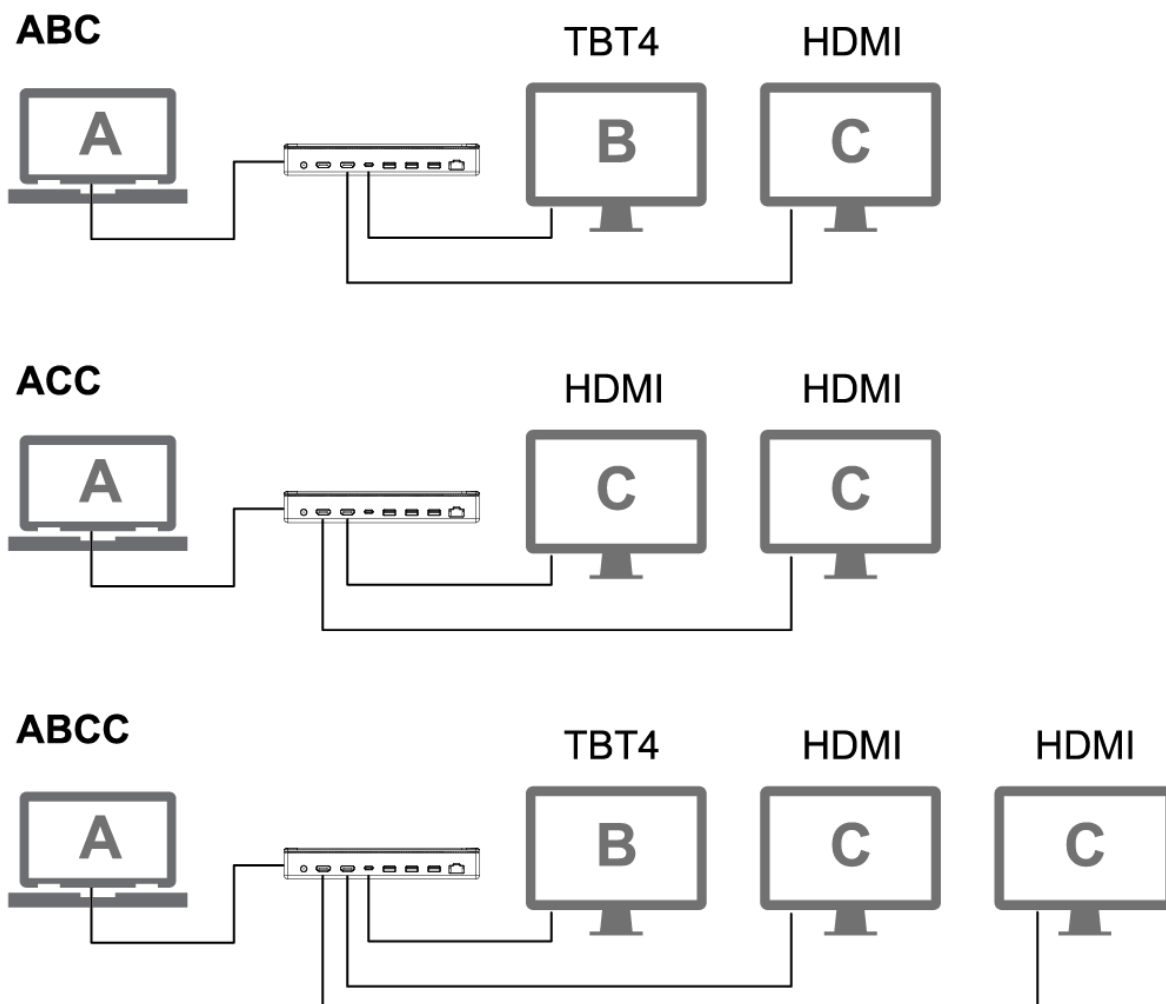 ABC
TBT4 HDMI
A B C
ACC
HDMI HDMI
A C C
ABCC
TBT4 HDMI HDMI
A B C C